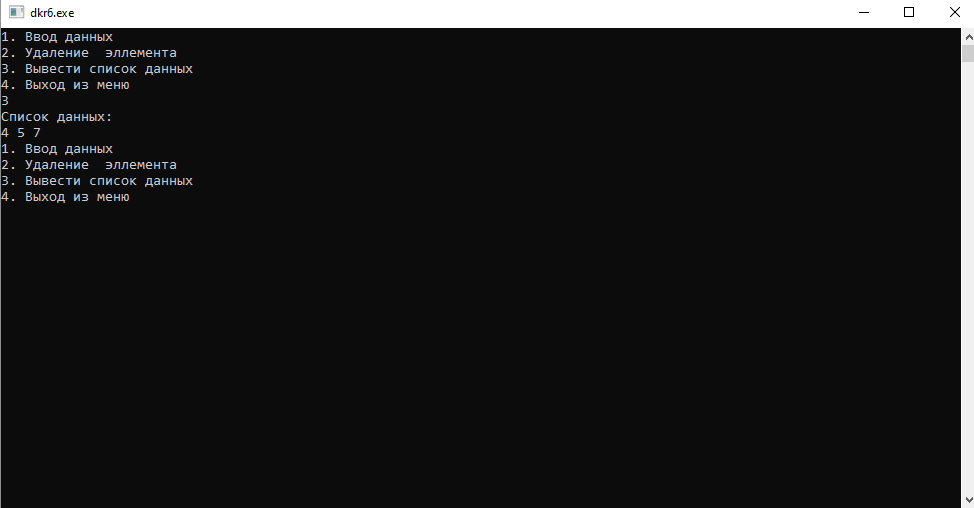 dkr6.exe
1. Ввод данных
2. Удаление  эллемента
3. Вывести список данных
4. Выход из меню
3
Список данных:
4 5 7
1. Ввод данных
2. Удаление  эллемента
3. Вывести список данных
4. Выход из меню